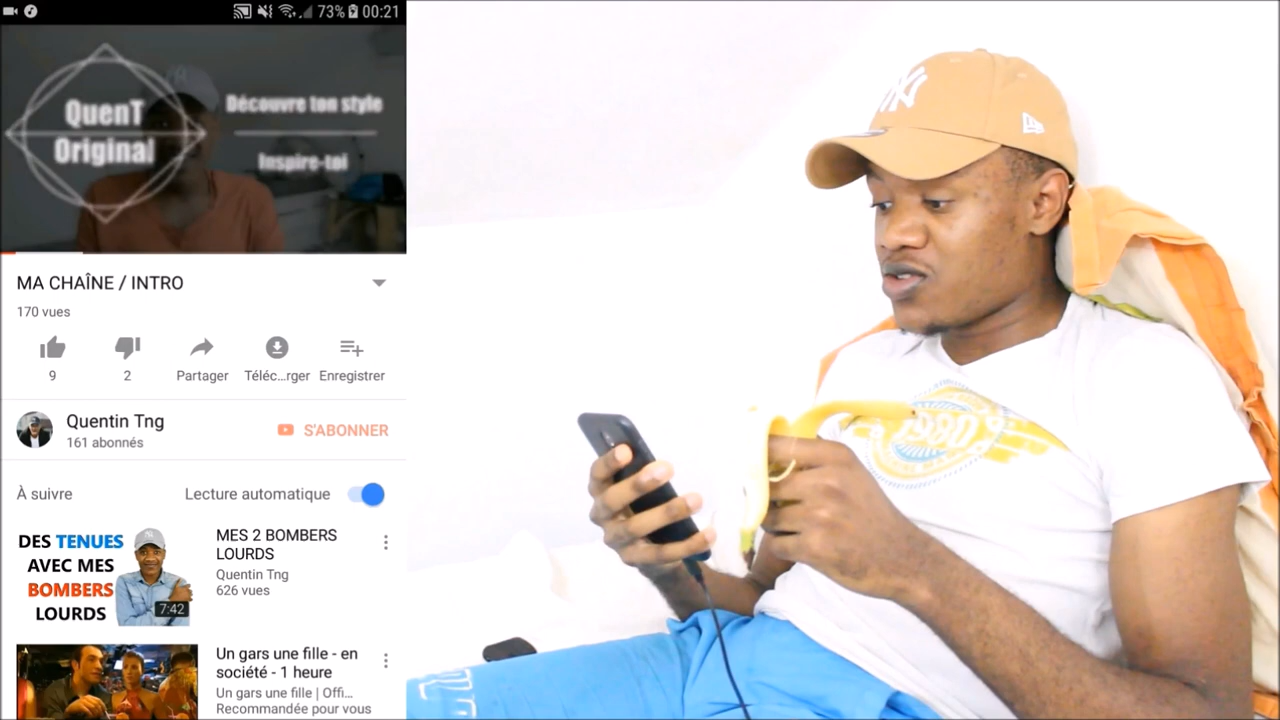 73% 00:21
QuenT
Original
Découvre ton style
Inspire-toi
MA CHAÎNE / INTRO
170 vues
9
2
Partager
Téléc...rger
Enregistrer
Quentin Tng
161 abonnés
S'ABONNER
À suivre
Lecture automatique
DES TENUES
AVEC MES
BOMBERS
LOURDS
7:42
MES 2 BOMBERS
LOURDS
Quentin Tng
626 vues
Un gars une fille - en
société - 1 heure
Un gars une fille | Offi...
Recommandée pour vous
NY
1980